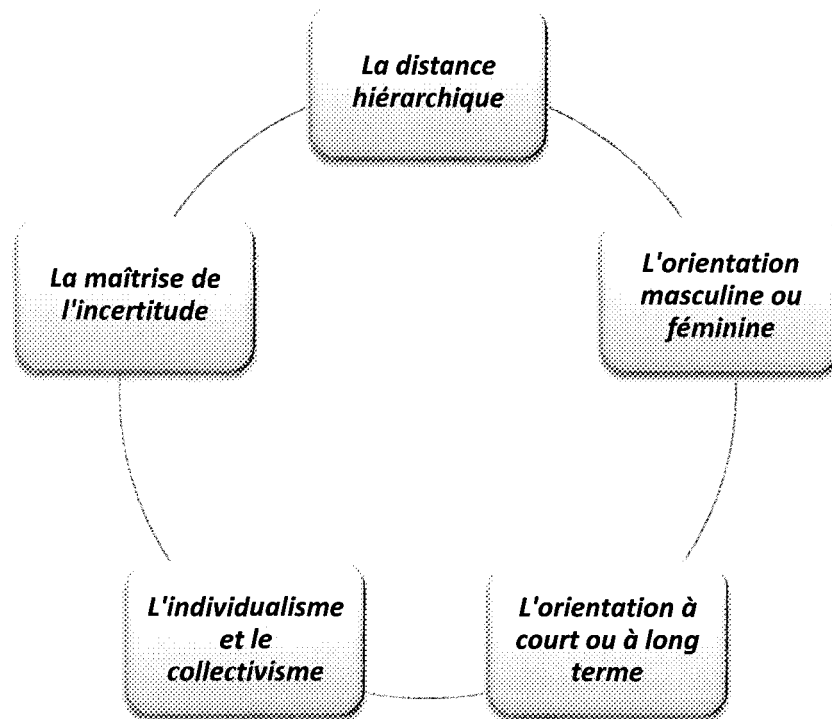 La distance
hiérarchique
L'orientation
masculine ou
féminine
L'orientation à
court ou à long
terme
L'individualisme
et le
collectivisme
La maîtrise de
l'incertitude